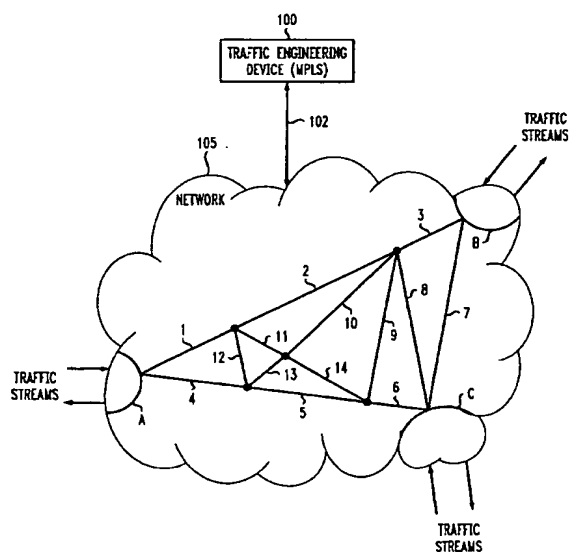 100
TRAFFIC ENGINEERING
DEVICE (MPLS)
102
TRAFFIC
STREAMS
105
NETWORK
3
B
2
8
10
9
7
1
11
12
13
14
TRAFFIC
STREAMS
A
4
5
6
C
TRAFFIC
STREAMS